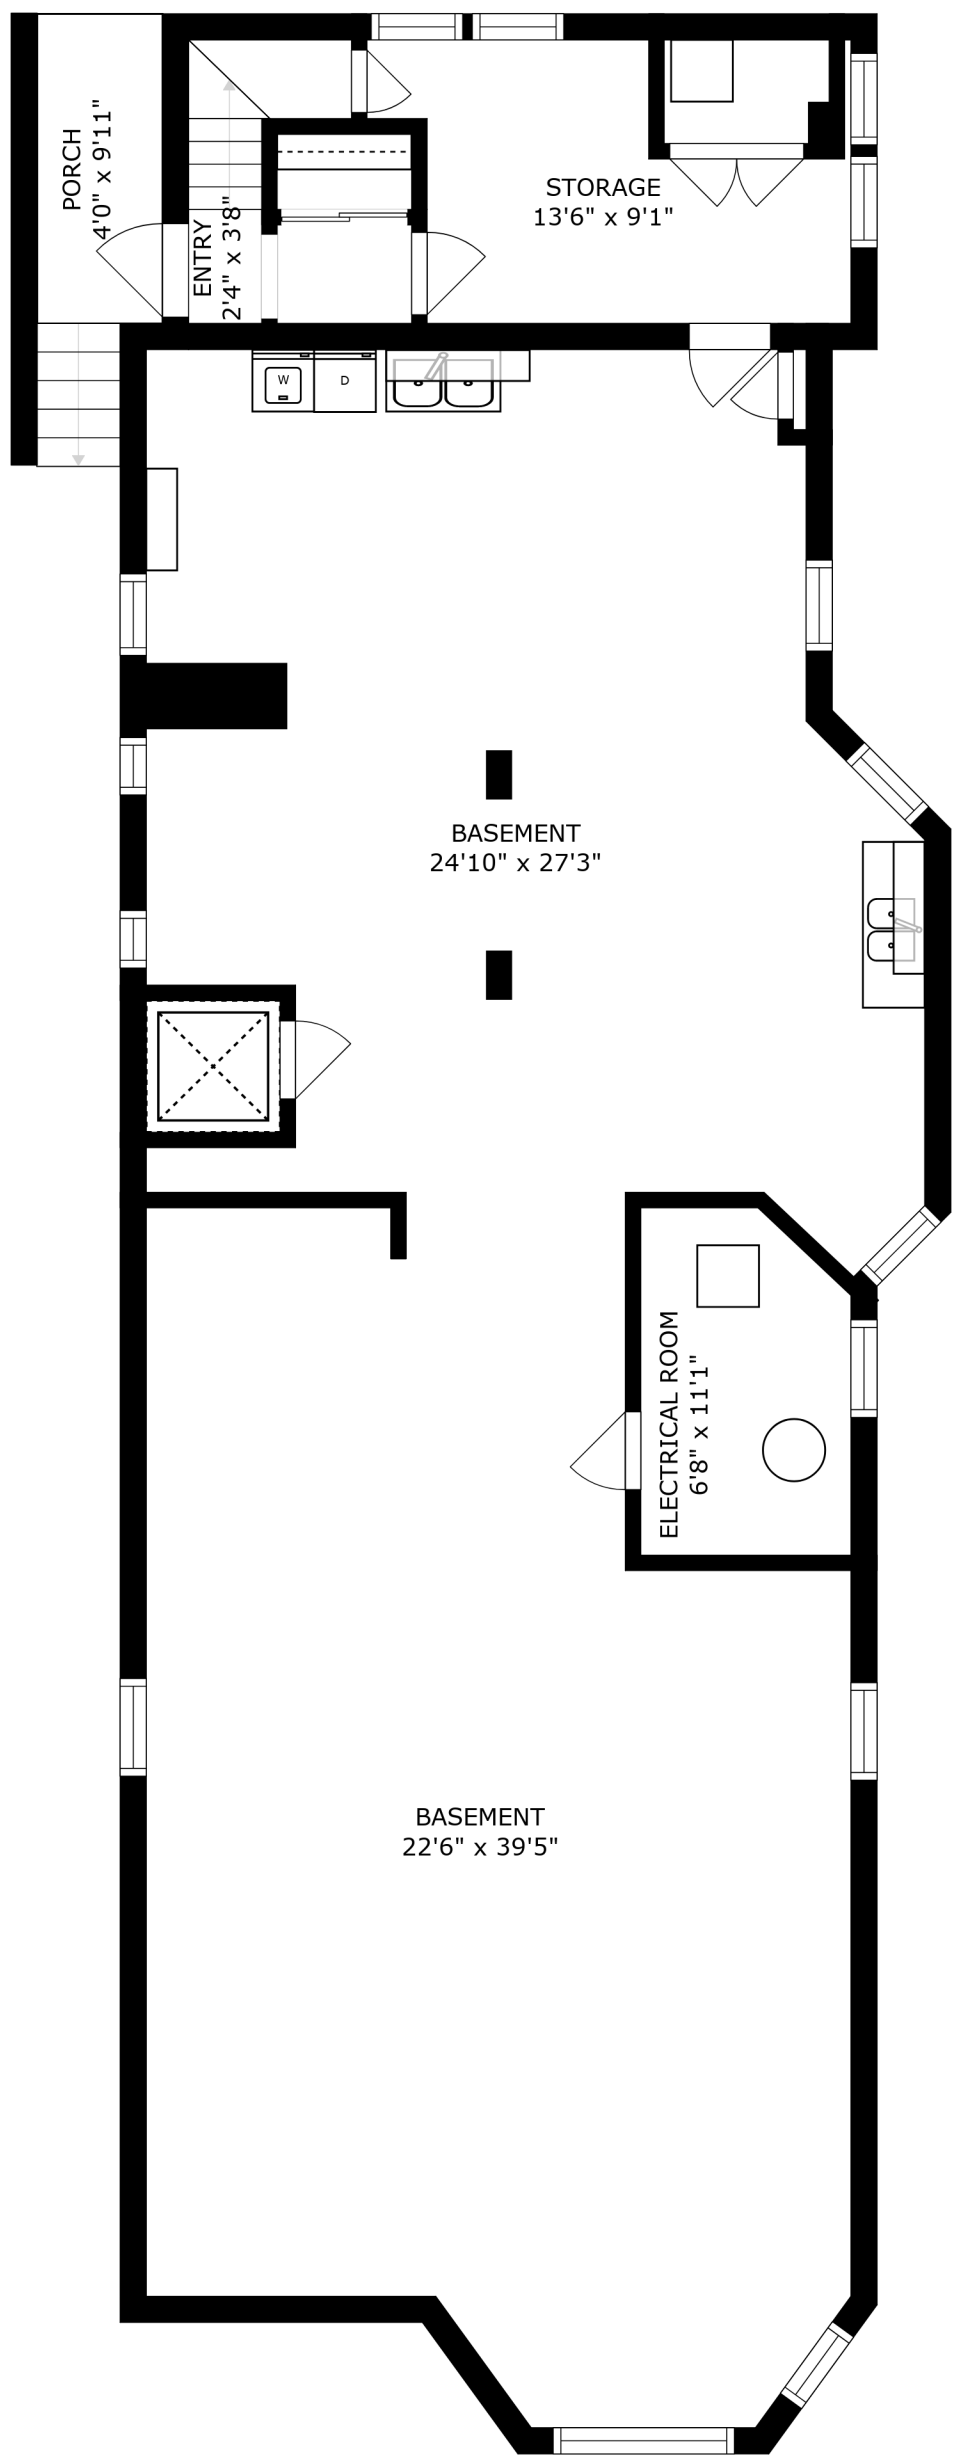 PORCH
4'0" x 9'11"
ENTRY
2'4" x 3'8"
STORAGE
13'6" x 9'1"
W
D
BASEMENT
24'10" x 27'3"
ELECTRICAL ROOM
6'8" x 11'1"
BASEMENT
22'6" x 39'5"